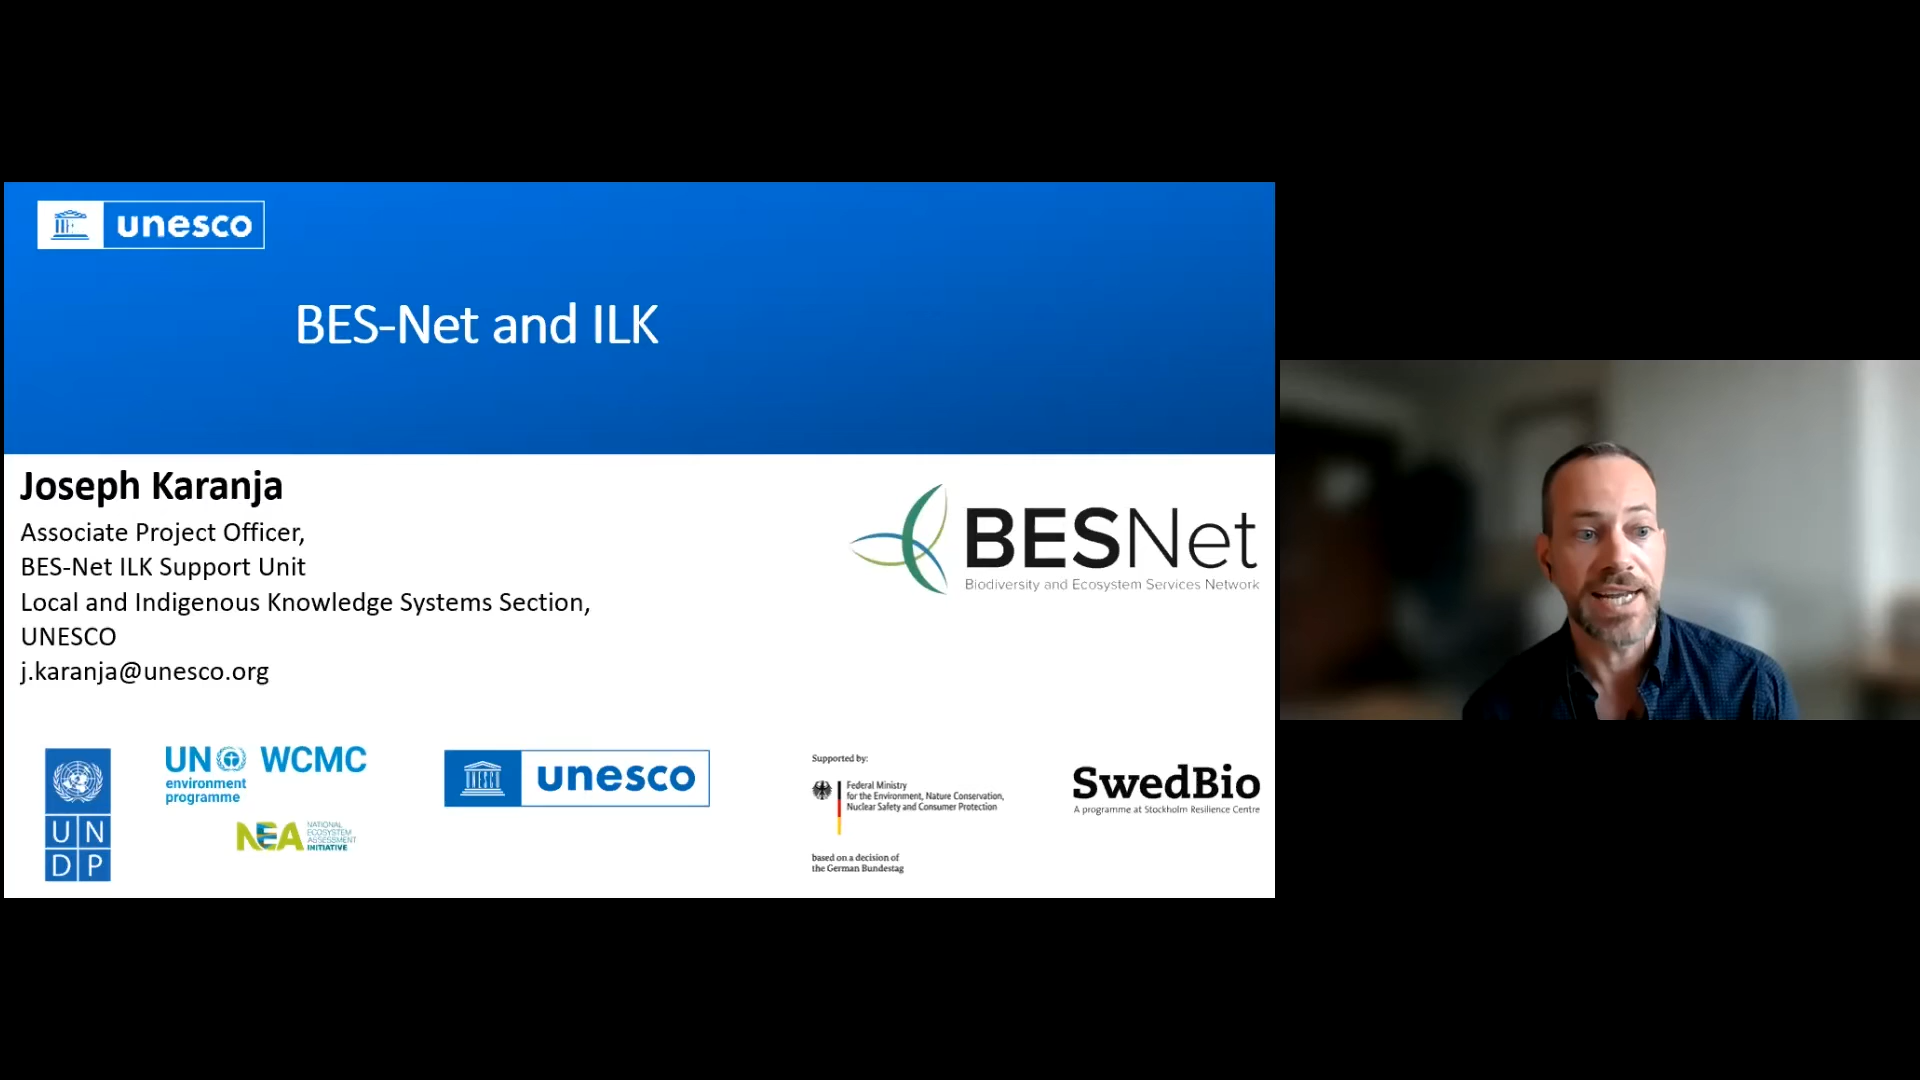 unesco
BES-Net and ILK
Joseph Karanja
Associate Project Officer,
BES-Net ILK Support Unit
Local and Indigenous Knowledge Systems Section,
UNESCO
j.karanja@unesco.org
BESNet
Biodiversity and Ecosystem Services Network
UN
DP
UN WCMC
environment
programme
NEA
NATIONAL
ECOSYSTEM
ASSESSMENT
INITIATIVE
unesco
Supported by:
Federal Ministry
for the Environment, Nature Conservation,
Nuclear Safety and Consumer Protection
based on a decision of
the German Bundestag
SwedBio
A programme at Stockholm Resilience Centre